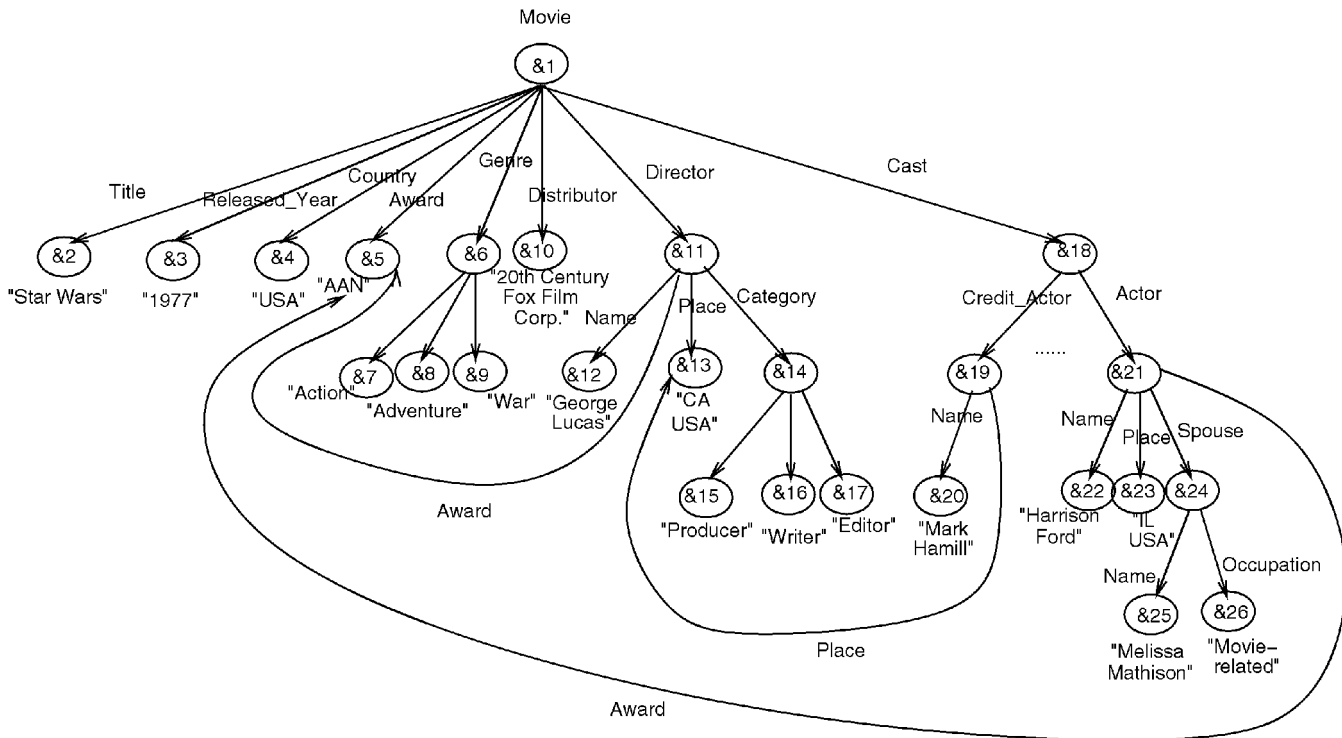 Movie
&1
Title
Released_Year
Country
Award
Genre
Distributor
Director
Cast
&2
&3
&4
&5
&6
&10
&11
&18
"Star Wars"
"1977"
"USA"
"AAN"
"20th Century
Fox Film
Corp."
Name
Place
Category
Credit_Actor
Actor
......
&7
&8
&9
&12
&13
&14
&19
&21
"Action"
"Adventure"
"War"
"George
Lucas"
"CA
USA"
Name
Name
Place
Spouse
&15
&16
&17
&20
&22
&23
&24
Award
"Producer"
"Writer"
"Editor"
"Mark
Hamill"
"Harrison
Ford"
"IL
USA"
Name
Occupation
&25
&26
Place
"Melissa
Mathison"
"Movie-
related"
Award